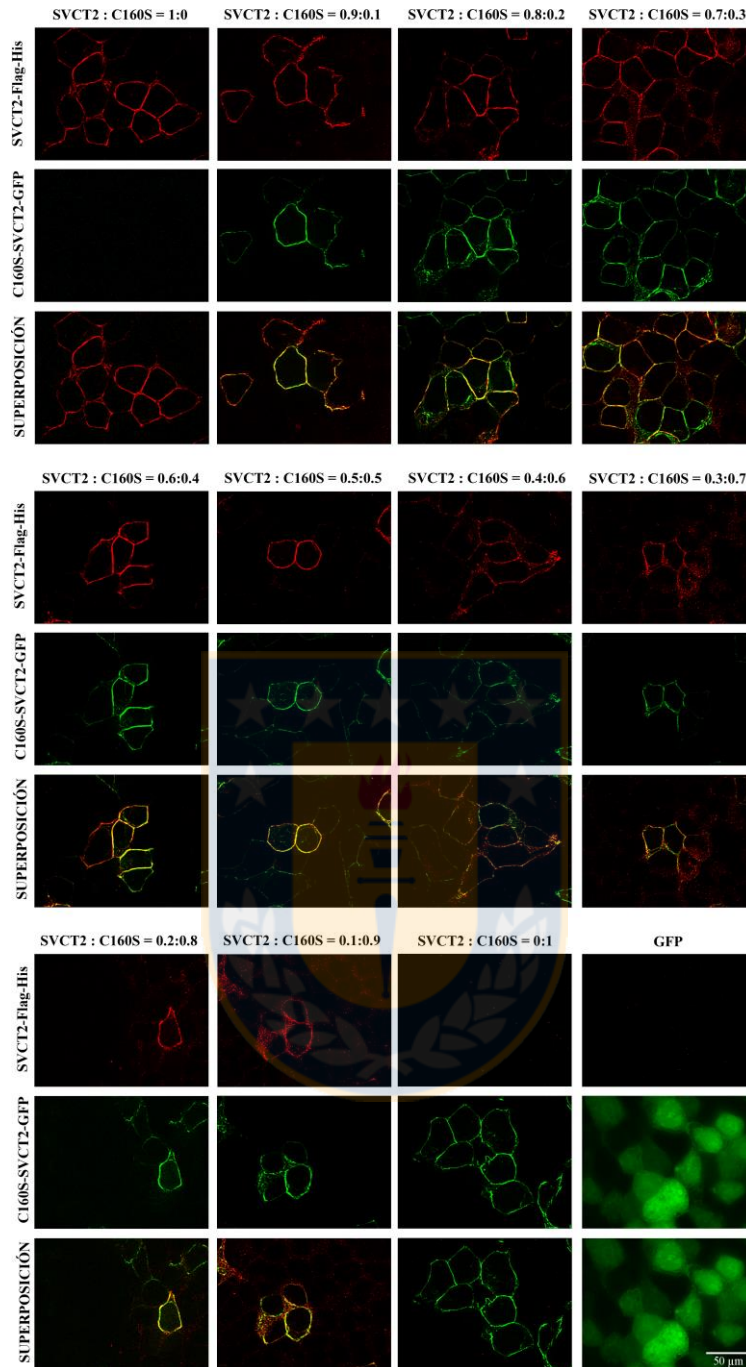 SVCT2 : C160S = 1:0 SVCT2 : C160S = 0.9:0.1 SVCT2 : C160S = 0.8:0.2 SVCT2 : C160S = 0.7:0.3
SVCT2-Flag-His
C160S-SVCT2-GFP
SUPERPOSICIÓN
SVCT2 : C160S = 0.6:0.4 SVCT2 : C160S = 0.5:0.5 SVCT2 : C160S = 0.4:0.6 SVCT2 : C160S = 0.3:0.7
SVCT2-Flag-His
C160S-SVCT2-GFP
SUPERPOSICIÓN
SVCT2 : C160S = 0.2:0.8 SVCT2 : C160S = 0.1:0.9 SVCT2 : C160S = 0:1 GFP
SVCT2-Flag-His
C160S-SVCT2-GFP
SUPERPOSICIÓN
50 µm